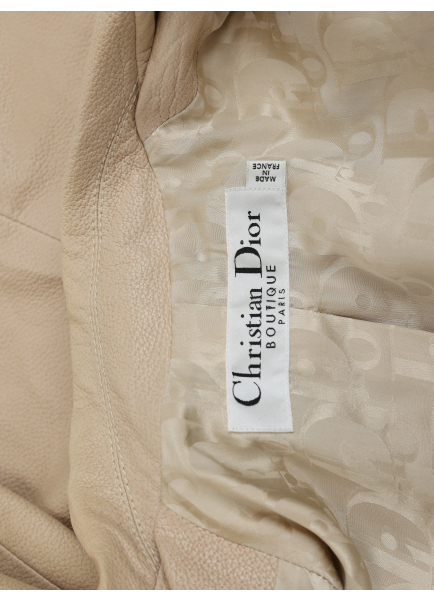 Christian Dior
BOUTIQUE
PARIS
MADE
IN
FRANCE